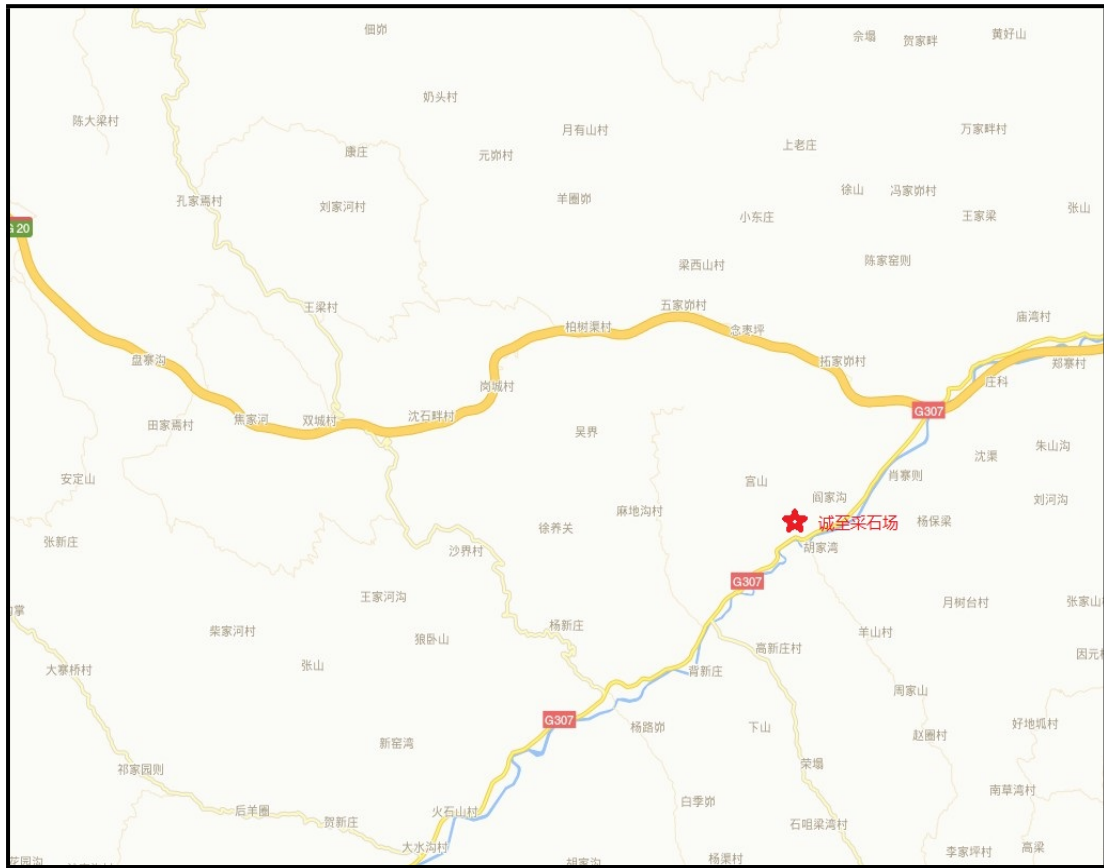 佃峁
佘塌
贺家畔
黄好山
奶头村
陈大梁村
月有山村
万家畔村
上老庄
康庄
元峁村
徐山
冯家峁村
孔家焉村
刘家河村
羊圈峁
小东庄
王家梁
张山
G 20
梁西山村
陈家窑则
王梁村
五家峁村
庙湾村
柏树渠村
念枣坪
盘寨沟
拓家峁村
郑寨村
岗城村
庄科
G307
田家焉村
焦家河
双城村
沈石畔村
吴界
朱山沟
沈渠
安定山
宫山
肖寨则
阎家沟
刘河沟
麻地沟村
诚至采石场
杨保梁
徐养关
张新庄
沙界村
胡家湾
G307
王家河沟
月树台村
张家山村
掌
柴家河村
狼卧山
杨新庄
羊山村
大寨桥村
张山
高新庄村
因元
背新庄
周家山
G307
杨路峁
下山
赵圈村
好地坬村
新窑湾
祁家园则
荣塌
南草湾村
后羊圈
贺新庄
火石山村
白季峁
石咀梁湾村
大水沟村
李家坪村
高梁
花园沟
胡家沟
杨渠村